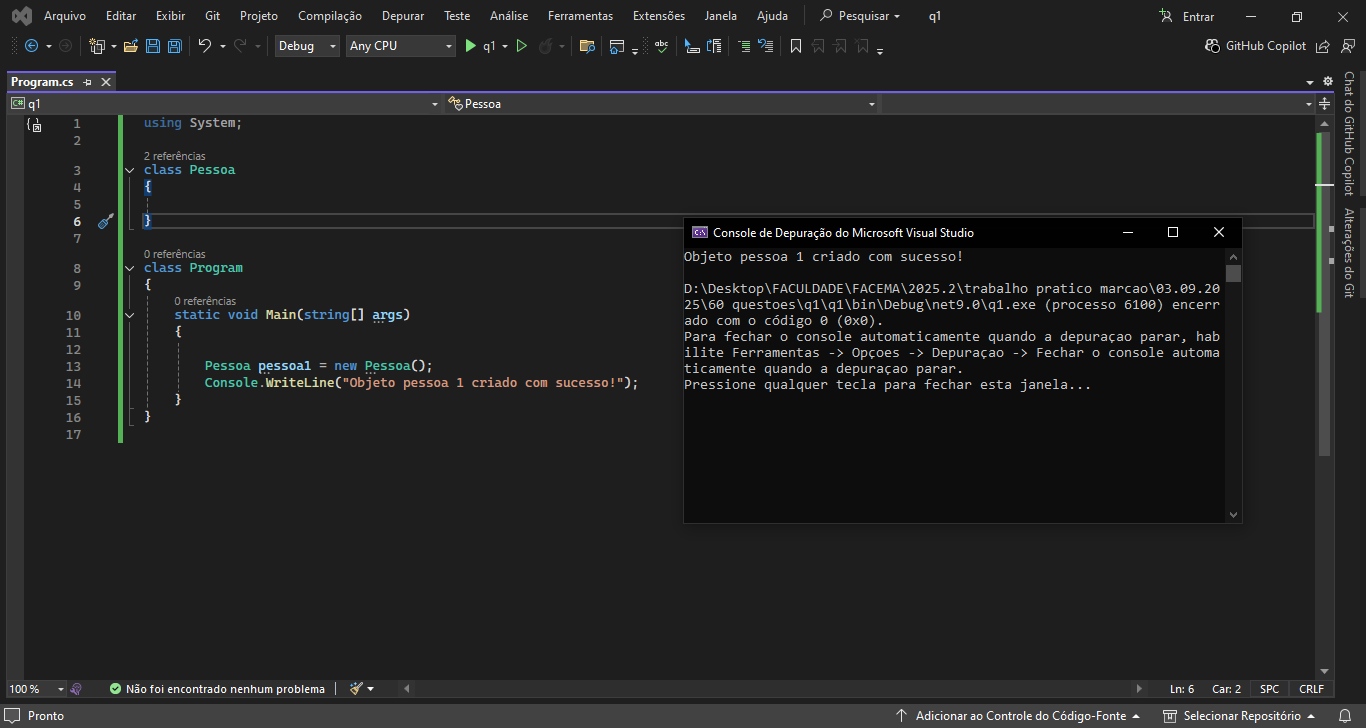 Arquivo Editar Exibir Git Projeto Compilação Depurar Teste Análise Ferramentas Extensões Janela Ajuda Pesquisar q1 Entrar
Debug Any CPU q1 abc GitHub Copilot
Program.cs
C# q1 Pessoa
1 using System;
2
2 referências
3 class Pessoa
4 {
5
6 }
7
0 referências
8 class Program
9 {
0 referências
10 static void Main(string[] args)
11 {
12
13 Pessoa pessoa1 = new Pessoa();
14 Console.WriteLine("Objeto pessoa 1 criado com sucesso!");
15 }
16 }
17
C:\ Console de Depuração do Microsoft Visual Studio
Objeto pessoa 1 criado com sucesso!
D:\Desktop\FACULDADE\FACEMA\2025.2\trabalho pratico marcao\03.09.20
25\60 questoes\q1\q1\bin\Debug\net9.0\q1.exe (processo 6100) encerr
ado com o código 0 (0x0).
Para fechar o console automaticamente quando a depuraçao parar, hab
ilite Ferramentas -> Opçoes -> Depuraçao -> Fechar o console automa
ticamente quando a depuraçao parar.
Pressione qualquer tecla para fechar esta janela...
Chat do GitHub Copilot
Alterações do Git
100 % Não foi encontrado nenhum problema Ln: 6 Car: 2 SPC CRLF
Pronto Adicionar ao Controle do Código-Fonte Selecionar Repositório